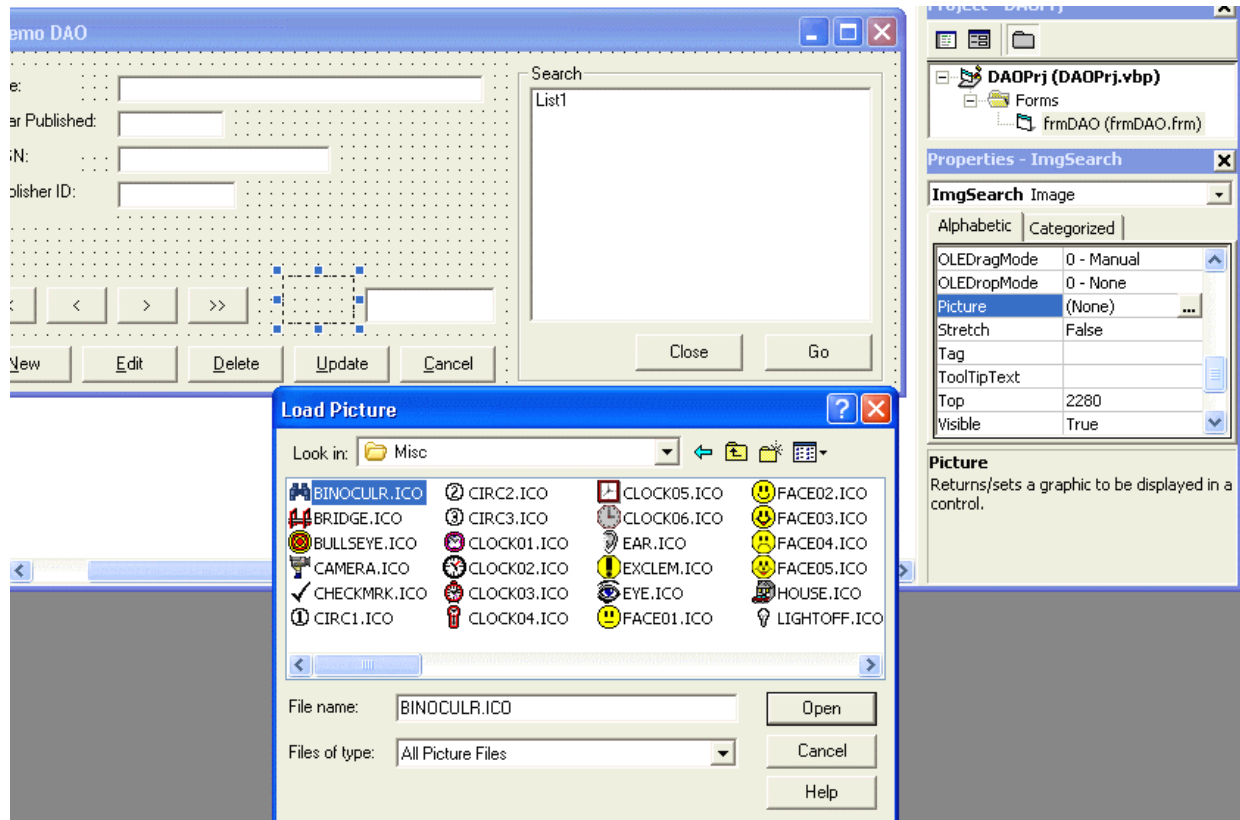 emo DAO
e:
ar Published:
SN:
blisher ID:
<
>
>>
New
Edit
Delete
Update
Cancel
Search
List1
Close
Go
Project - DAOPrj
DAOPrj (DAOPrj.vbp)
Forms
frmDAO (frmDAO.frm)
Properties - ImgSearch
ImgSearch Image
Alphabetic Categorized
OLEDragMode 0 - Manual
OLEDropMode 0 - None
Picture (None) ...
Stretch False
Tag
ToolTipText
Top 2280
Visible True
Picture
Returns/sets a graphic to be displayed in a
control.
Load Picture
Look in: Misc
BINOCULR.ICO CIRC2.ICO CLOCK05.ICO FACE02.ICO
BRIDGE.ICO CIRC3.ICO CLOCK06.ICO FACE03.ICO
BULLSEYE.ICO CLOCK01.ICO EAR.ICO FACE04.ICO
CAMERA.ICO CLOCK02.ICO EXCLEM.ICO FACE05.ICO
CHECKMRK.ICO CLOCK03.ICO EYE.ICO HOUSE.ICO
CIRC1.ICO CLOCK04.ICO FACE01.ICO LIGHTOFF.ICO
File name: BINOCULR.ICO Open
Files of type: All Picture Files Cancel
Help